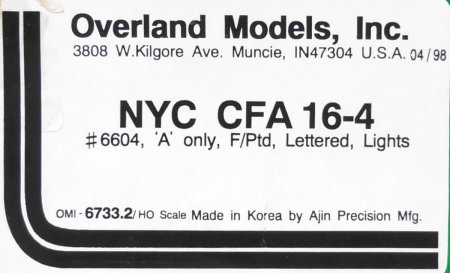 Overland Models, Inc.
3808 W.Kilgore Ave. Muncie, IN47304 U.S.A. 04/98
NYC CFA 16-4
#6604, 'A' only, F/Ptd, Lettered, Lights
OMI-6733.2/HO Scale Made in Korea by Ajin Precision Mfg.